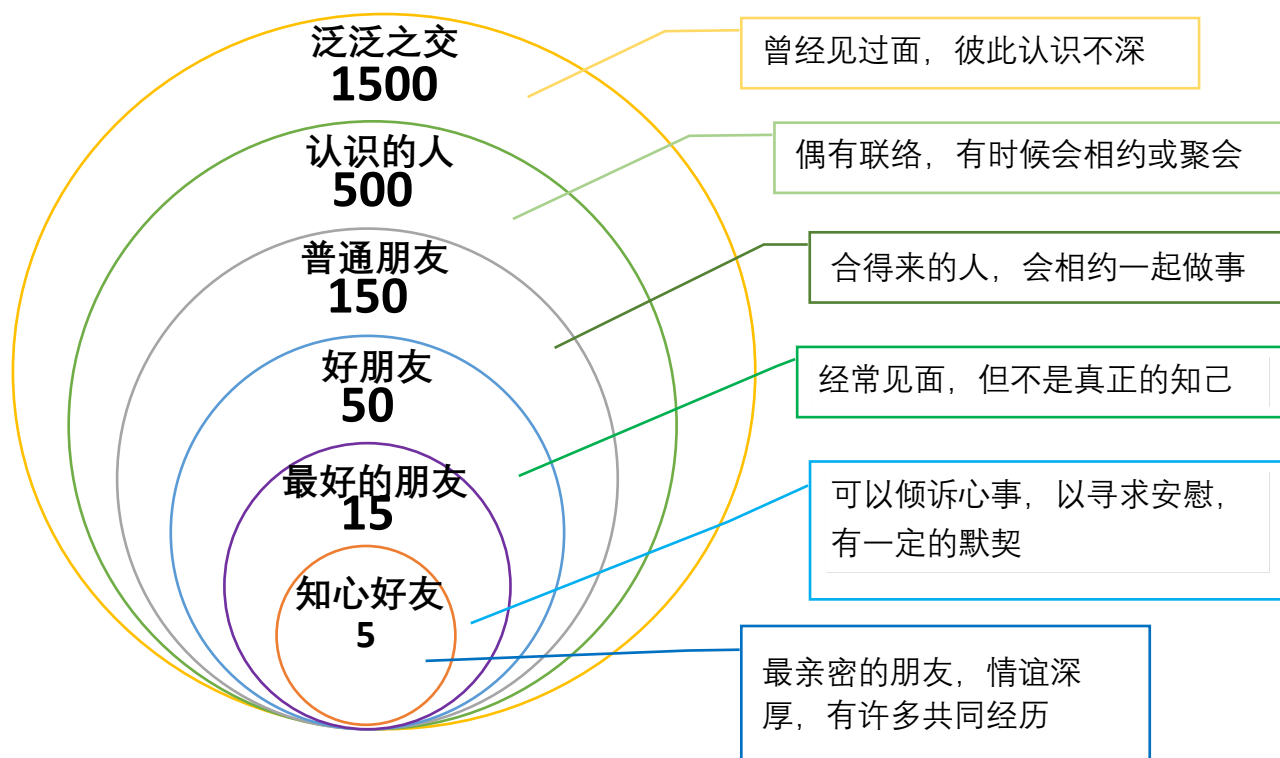 泛泛之交
1500
曾经见过面，彼此认识不深
认识的人
500
偶有联络，有时候会相约或聚会
普通朋友
150
合得来的人，会相约一起做事
好朋友
50
经常见面，但不是真正的知己
最好的朋友
15
可以倾诉心事，以寻求安慰，
有一定的默契
知心好友
5
最亲密的朋友，情谊深
厚，有许多共同经历